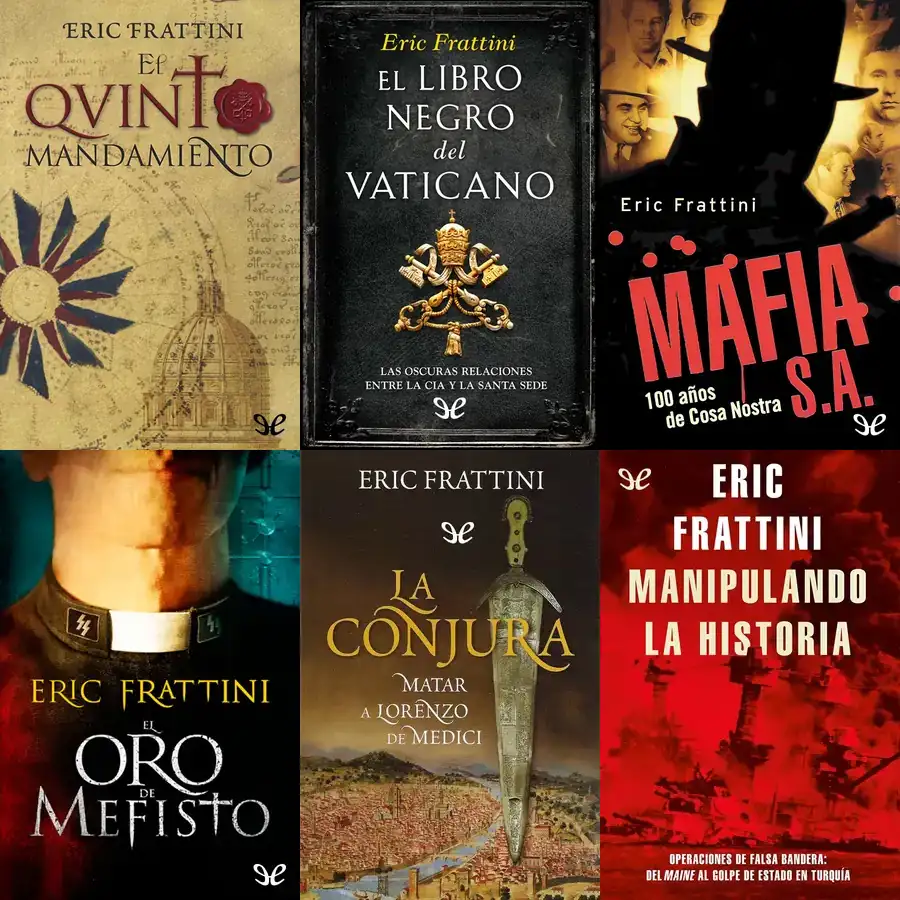 ERIC FRATTINI
El
QVINTO
MANDAMIENTO
Eric Frattini
EL LIBRO
NEGRO
del
VATICANO
LAS OSCURAS RELACIONES
ENTRE LA CIA Y LA SANTA SEDE
Eric Frattini
MAFIA
S.A.
100 años
de Cosa Nostra
ERIC FRATTINI
EL
ORO
DE
MEFISTO
ERIC FRATTINI
LA
CONJURA
MATAR
A LORENZO
DE MEDICI
ERIC
FRATTINI
MANIPULANDO
LA HISTORIA
OPERACIONES DE FALSA BANDERA:
DEL MAINE AL GOLPE DE ESTADO EN TURQUÍA